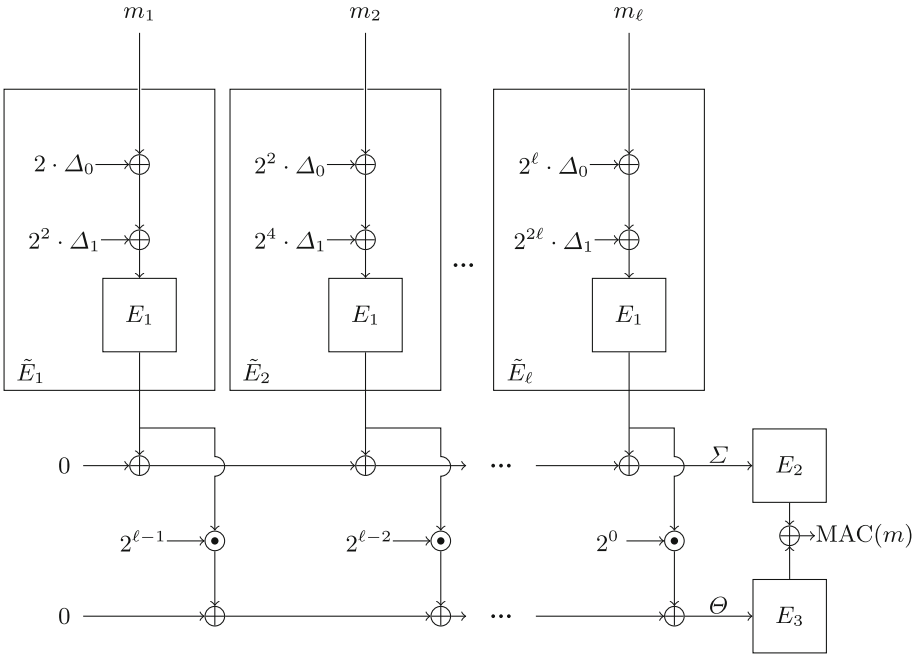 m₁ m₂ m_ℓ
2 · Δ₀ 2² · Δ₀ 2^ℓ · Δ₀
2² · Δ₁ 2⁴ · Δ₁ 2^{2ℓ} · Δ₁
...
E₁ E₁ E₁
Ẽ₁ Ẽ₂ Ẽ_ℓ
0 ... Σ E₂
2^{ℓ−1} 2^{ℓ−2} 2⁰ MAC(m)
0 ... Θ E₃